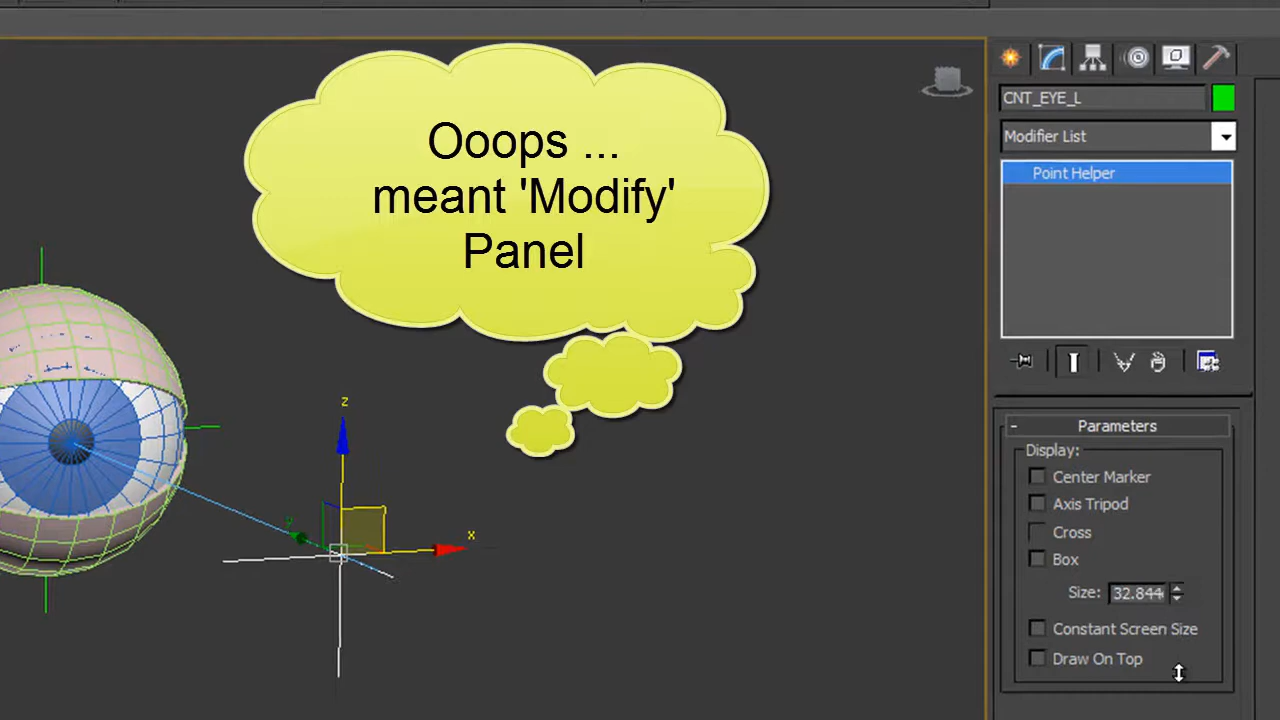 Ooops ...
meant 'Modify'
Panel
CNT_EYE_L
Modifier List
Point Helper
- Parameters
Display:
Center Marker
Axis Tripod
Cross
Box
Size: 32.844
Constant Screen Size
Draw On Top
z
y
x